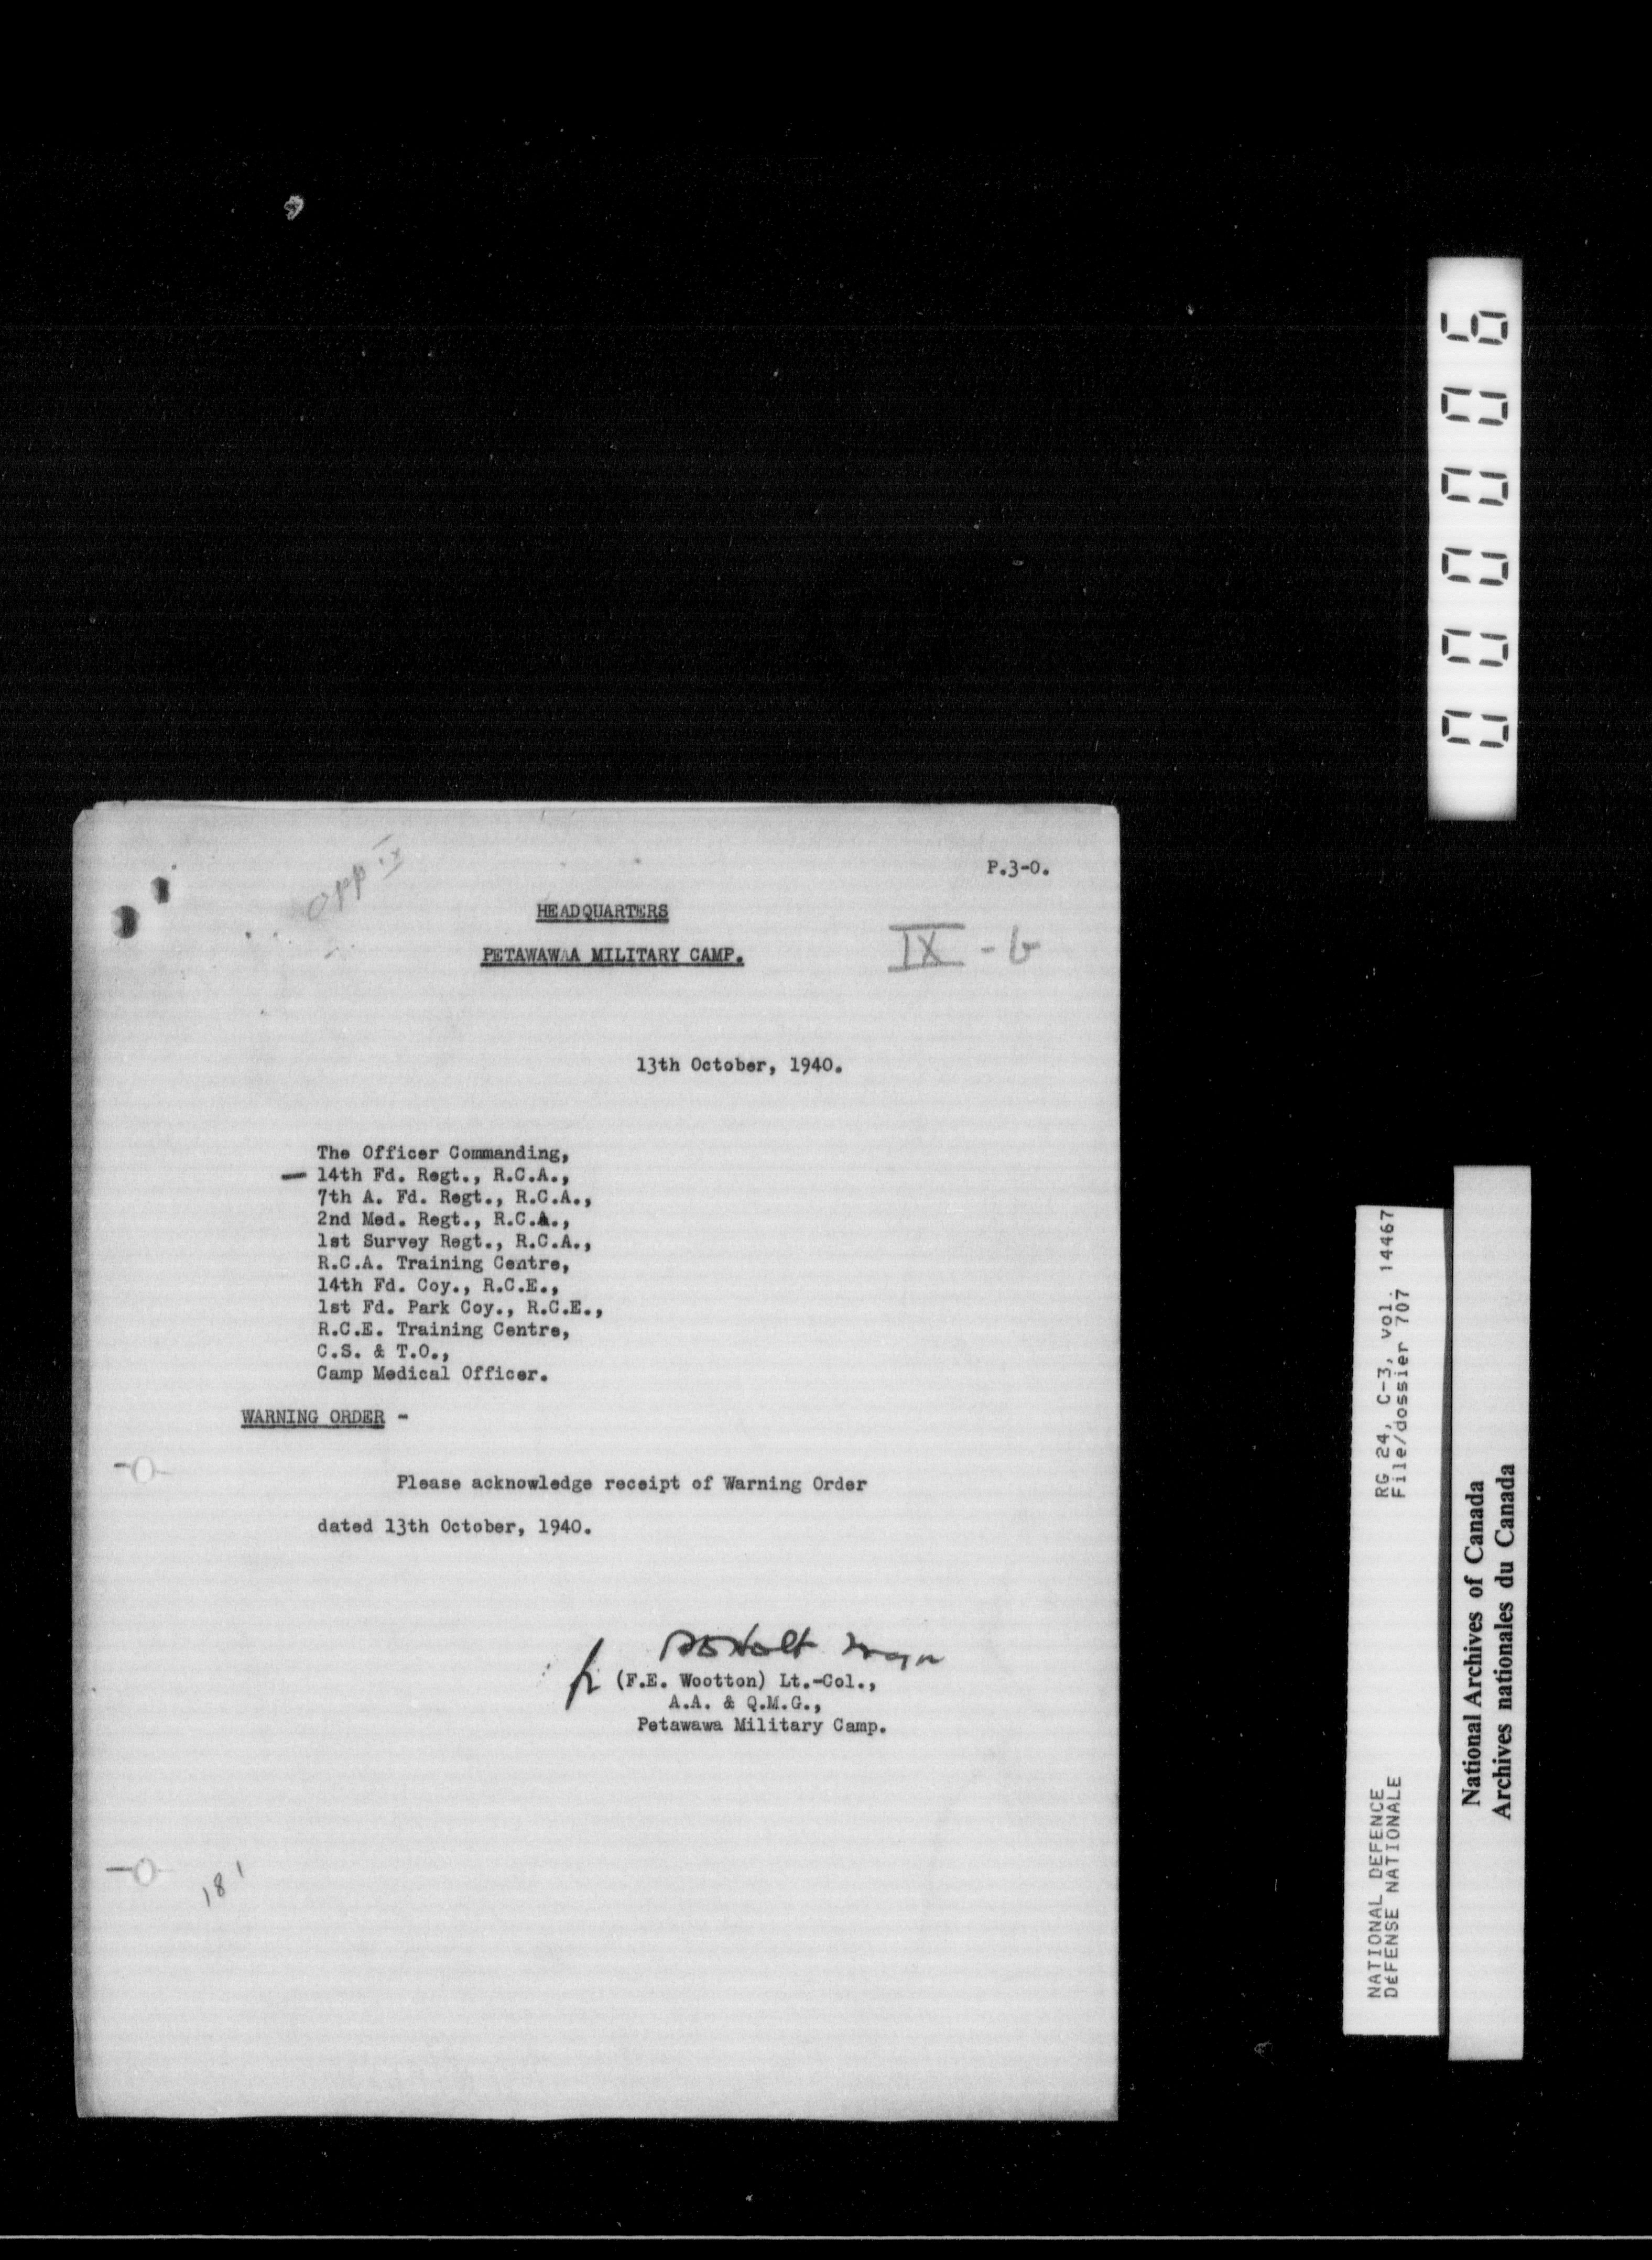 opp IX
P.3-0.
HEADQUARTERS
PETAWAWAA MILITARY CAMP.
IX - b
13th October, 1940.
The Officer Commanding,
— 14th Fd. Regt., R.C.A.,
7th A. Fd. Regt., R.C.A.,
2nd Med. Regt., R.C.A.,
1st Survey Regt., R.C.A.,
R.C.A. Training Centre,
14th Fd. Coy., R.C.E.,
1st Fd. Park Coy., R.C.E.,
R.C.E. Training Centre,
C.S. & T.O.,
Camp Medical Officer.
WARNING ORDER -
Please acknowledge receipt of Warning Order
dated 13th October, 1940.
Holt
(F.E. Wootton) Lt.-Col.,
A.A. & Q.M.G.,
Petawawa Military Camp.
18'
000006
RG 24, C-3, vol. 14467
File/dossier 707
NATIONAL DEFENCE
DéFENSE NATIONALE
National Archives of Canada
Archives nationales du Canada